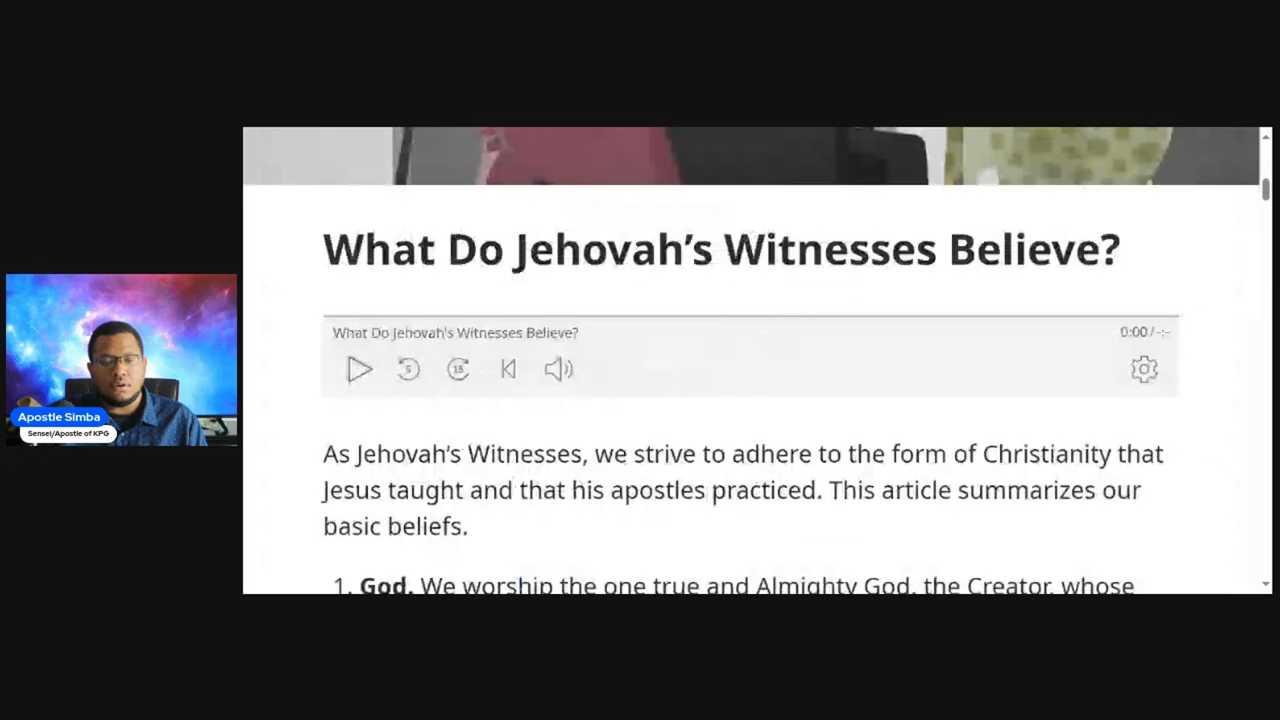 What Do Jehovah's Witnesses Believe?
What Do Jehovah's Witnesses Believe?
0:00 / -:-
5
15
As Jehovah's Witnesses, we strive to adhere to the form of Christianity that
Jesus taught and that his apostles practiced. This article summarizes our
basic beliefs.
1. God. We worship the one true and Almighty God, the Creator, whose
Apostle Simba
Sensei/Apostle of KPG